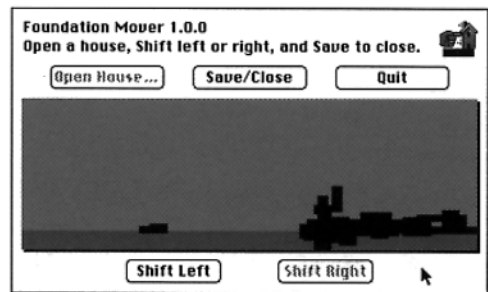 Foundation Mover 1.0.0
Open a house, Shift left or right, and Save to close.
Open House...
Save/Close
Quit
Shift Left
Shift Right